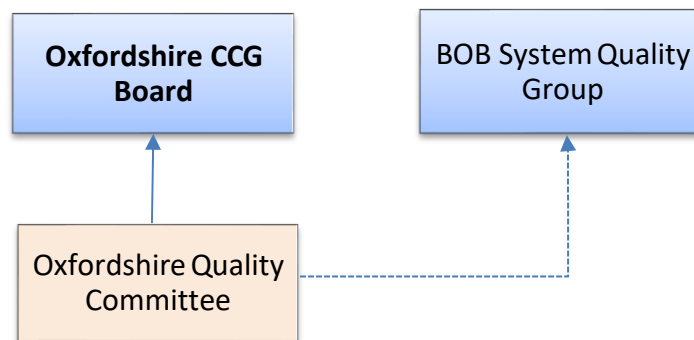 Oxfordshire CCG
Board
BOB System Quality
Group
Oxfordshire Quality
Committee